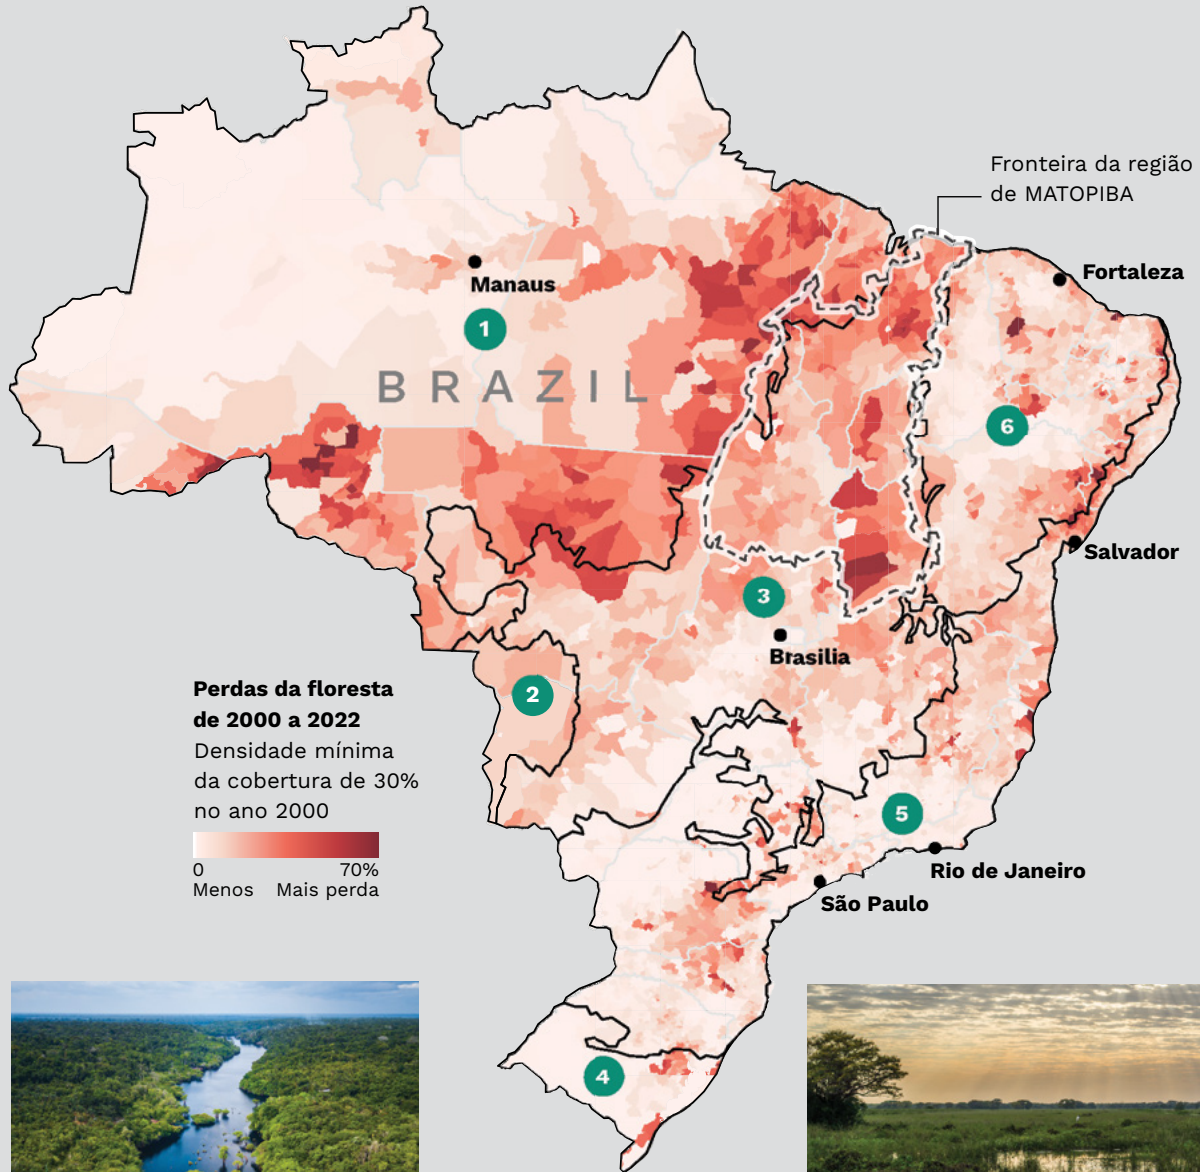 Fronteira da região
de MATOPIBA
Fortaleza
Manaus
1
BRAZIL
6
Salvador
3
Brasilia
2
Perdas da floresta
de 2000 a 2022
Densidade mínima
da cobertura de 30%
no ano 2000
0 70%
Menos Mais perda
5
Rio de Janeiro
São Paulo
4